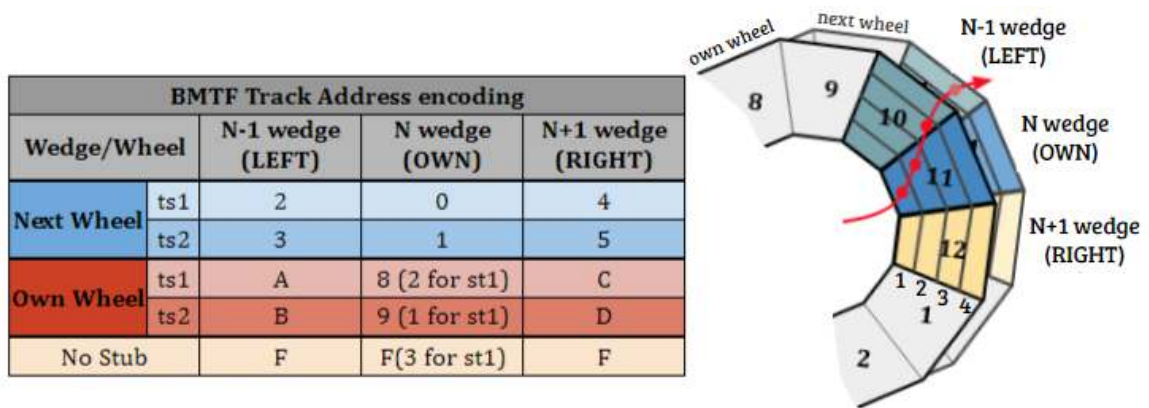 BMTF Track Address encoding
Wedge/Wheel N-1 wedge (LEFT) N wedge (OWN) N+1 wedge (RIGHT)
Next Wheel ts1 2 0 4
ts2 3 1 5
Own Wheel ts1 A 8 (2 for st1) C
ts2 B 9 (1 for st1) D
No Stub F F(3 for st1) F
own wheel
next wheel
N-1 wedge
(LEFT)
N wedge
(OWN)
N+1 wedge
(RIGHT)
8
9
10
11
12
1 2 3 4
1
2